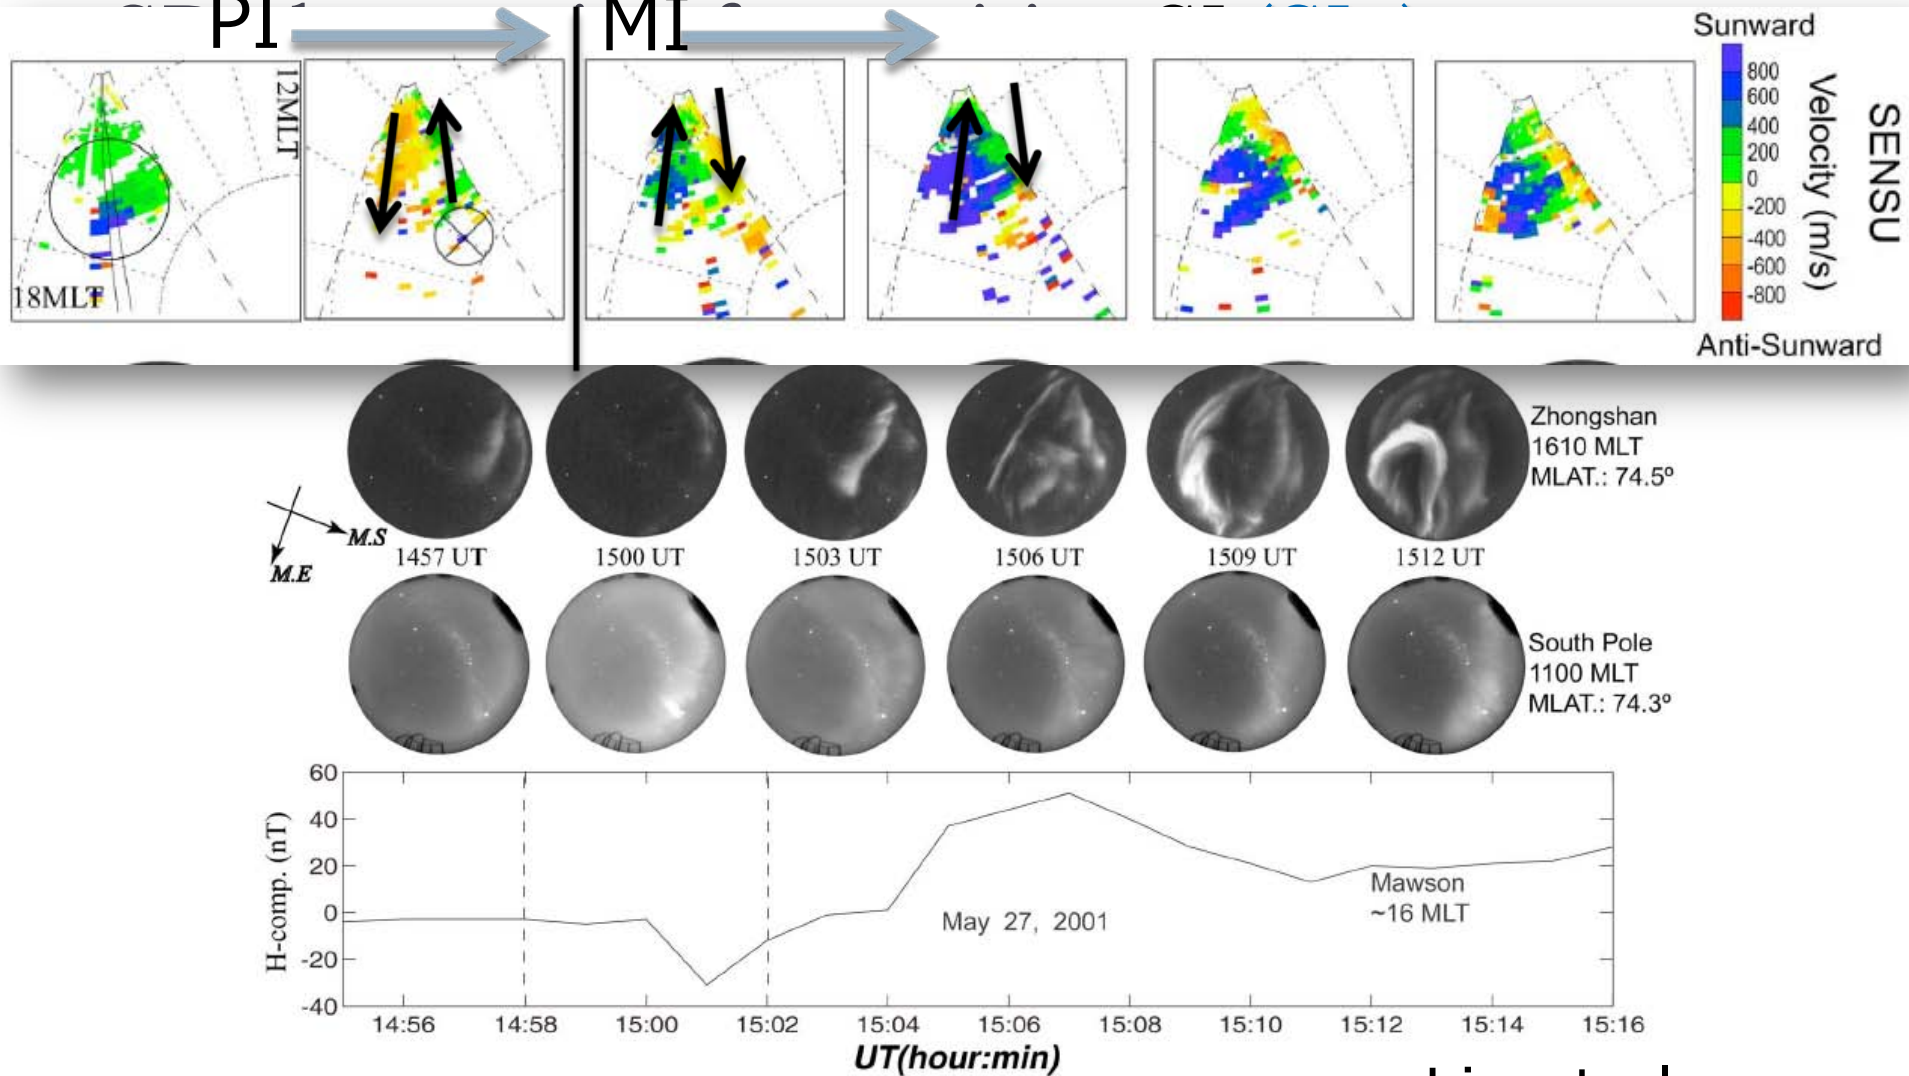 PI
MI
Sunward
12MLT
18MLT
800
600
400
200
0
-200
-400
-600
-800
Velocity (m/s)
SENSU
Anti-Sunward
Zhongshan
1610 MLT
MLAT.: 74.5º
M.S
M.E
1457 UT 1500 UT 1503 UT 1506 UT 1509 UT 1512 UT
South Pole
1100 MLT
MLAT.: 74.3º
60
40
20
0
-20
-40
H-comp. (nT)
Mawson
~16 MLT
May 27, 2001
14:56 14:58 15:00 15:02 15:04 15:06 15:08 15:10 15:12 15:14 15:16
UT(hour:min)